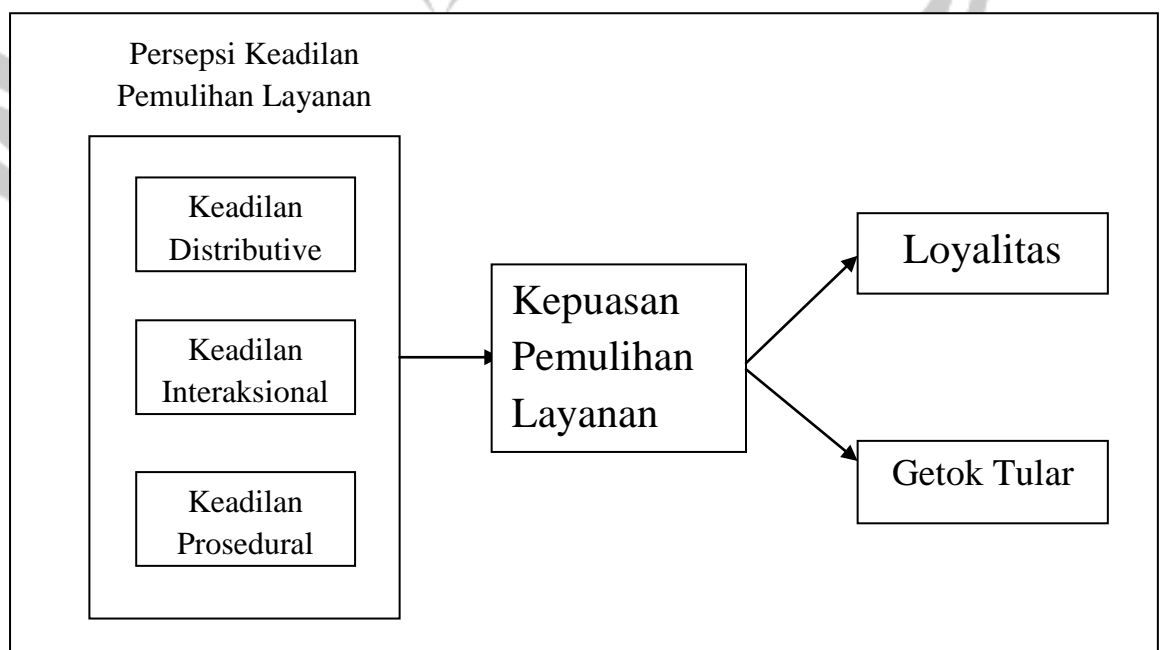 Persepsi Keadilan
Pemulihan Layanan
Keadilan
Distributive
Keadilan
Interaksional
Keadilan
Prosedural
Kepuasan
Pemulihan
Layanan
Loyalitas
Getok Tular